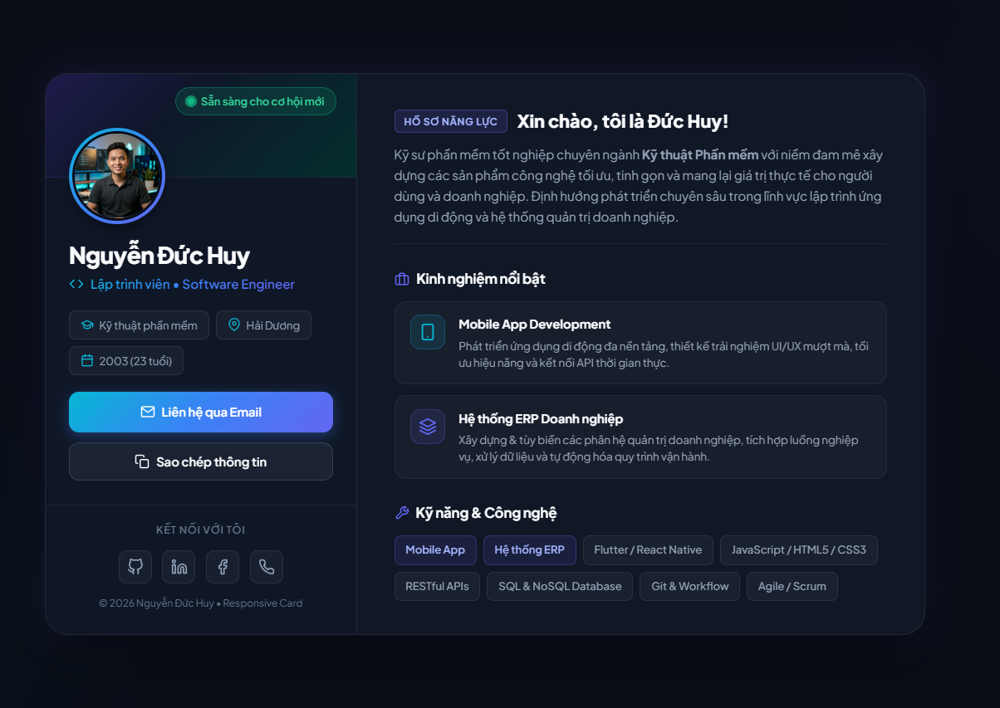 Sẵn sàng cho cơ hội mới
Nguyễn Đức Huy
Lập trình viên • Software Engineer
Kỹ thuật phần mềm
Hải Dương
2003 (23 tuổi)
Liên hệ qua Email
Sao chép thông tin
KẾT NỐI VỚI TÔI
© 2026 Nguyễn Đức Huy • Responsive Card
HỒ SƠ NĂNG LỰC
Xin chào, tôi là Đức Huy!
Kỹ sư phần mềm tốt nghiệp chuyên ngành Kỹ thuật Phần mềm với niềm đam mê xây
dựng các sản phẩm công nghệ tối ưu, tinh gọn và mang lại giá trị thực tế cho người
dùng và doanh nghiệp. Định hướng phát triển chuyên sâu trong lĩnh vực lập trình ứng
dụng di động và hệ thống quản trị doanh nghiệp.
Kinh nghiệm nổi bật
Mobile App Development
Phát triển ứng dụng di động đa nền tảng, thiết kế trải nghiệm UI/UX mượt mà, tối
ưu hiệu năng và kết nối API thời gian thực.
Hệ thống ERP Doanh nghiệp
Xây dựng & tùy biến các phân hệ quản trị doanh nghiệp, tích hợp luồng nghiệp
vụ, xử lý dữ liệu và tự động hóa quy trình vận hành.
Kỹ năng & Công nghệ
Mobile App
Hệ thống ERP
Flutter / React Native
JavaScript / HTML5 / CSS3
RESTful APIs
SQL & NoSQL Database
Git & Workflow
Agile / Scrum